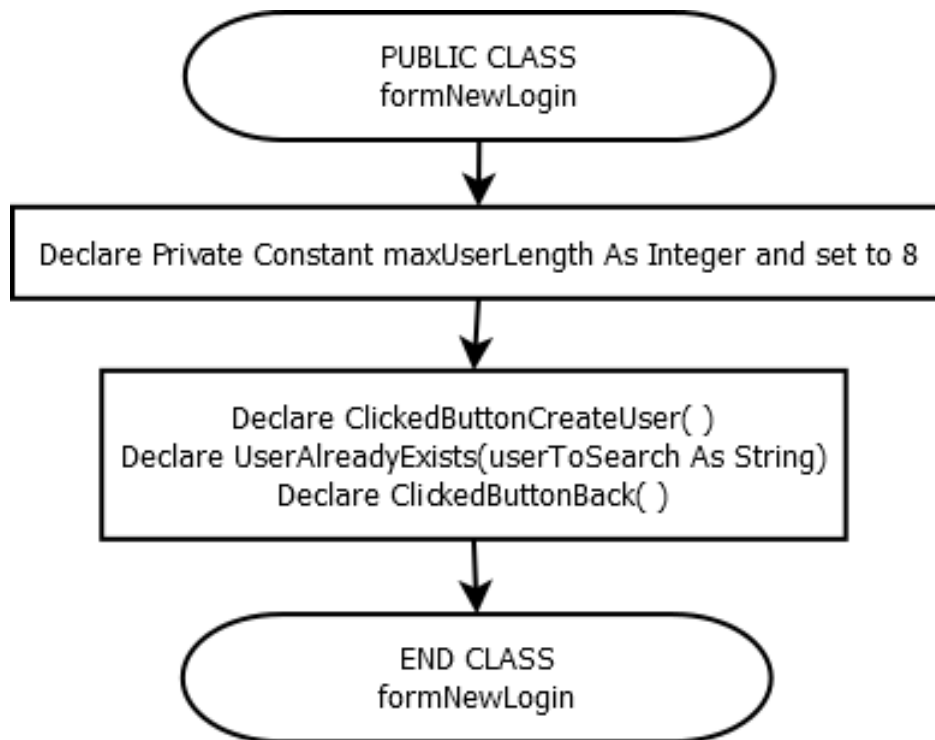 PUBLIC CLASS
formNewLogin
Declare Private Constant maxUserLength As Integer and set to 8
Declare ClickedButtonCreateUser( )
Declare UserAlreadyExists(userToSearch As String)
Declare ClickedButtonBack( )
END CLASS
formNewLogin